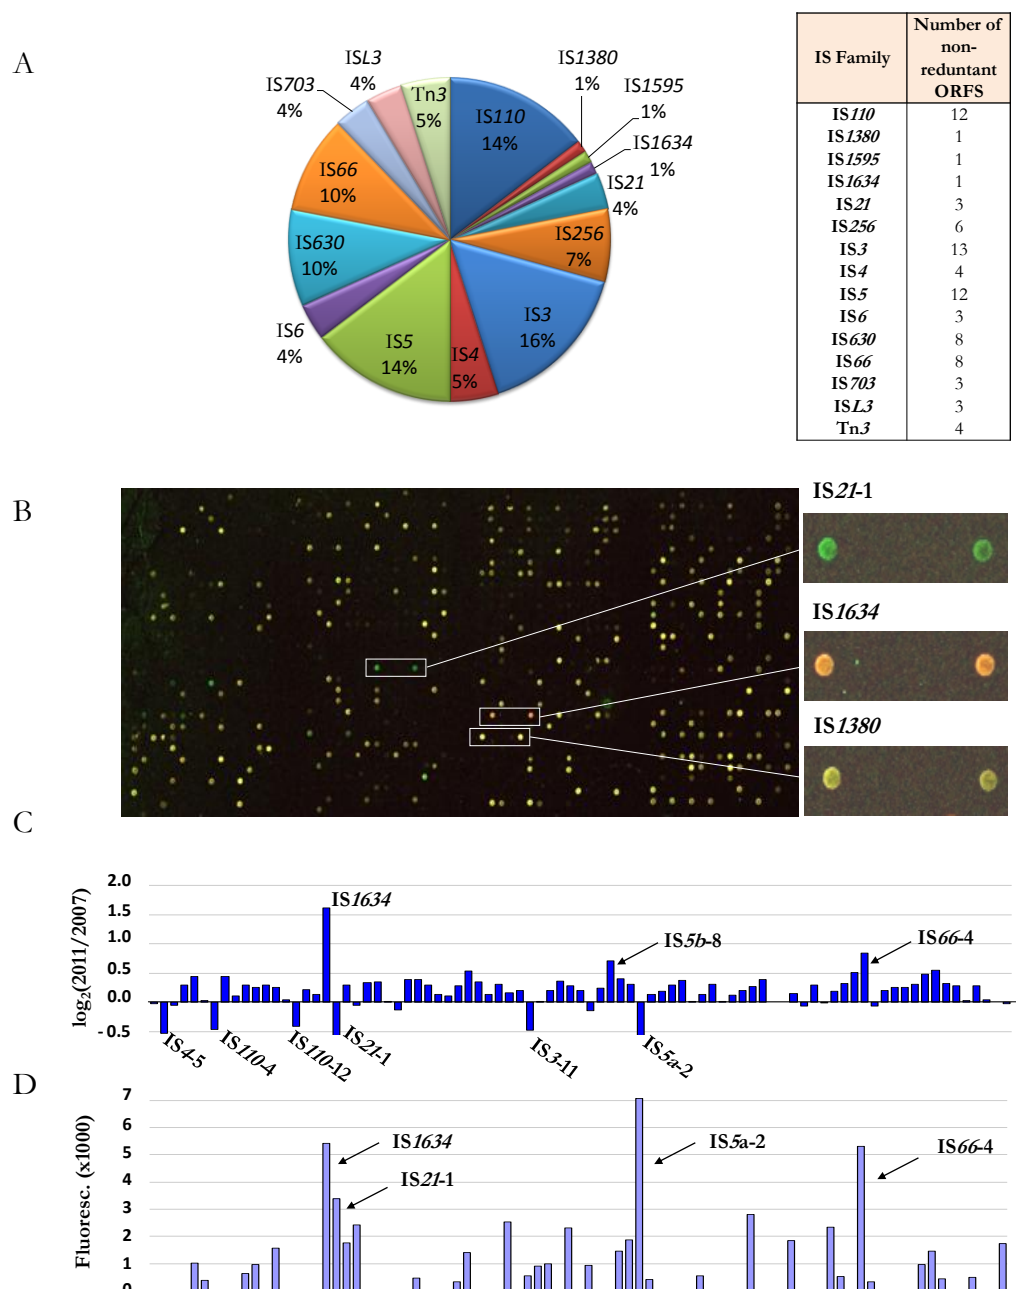 A
ISL3
4%
IS703
4%
Tn3
5%
IS1380
1%
IS1595
1%
IS1634
1%
IS110
14%
IS21
4%
IS66
10%
IS256
7%
IS630
10%
IS3
16%
IS6
4%
IS5
14%
IS4
5%
IS Family
Number of
non-
reduntant
ORFS
IS110 12
IS1380 1
IS1595 1
IS1634 1
IS21 3
IS256 6
IS3 13
IS4 4
IS5 12
IS6 3
IS630 8
IS66 8
IS703 3
ISL3 3
Tn3 4
B
IS21-1
IS1634
IS1380
C
log2(2011/2007)
2.0
1.5
1.0
0.5
0.0
-0.5
IS1634
IS5b-8
IS66-4
IS4-5
IS110-4
IS110-12
IS21-1
IS3-11
IS5a-2
D
Fluoresc. (x1000)
7
6
5
4
3
2
1
0
IS1634
IS21-1
IS5a-2
IS66-4